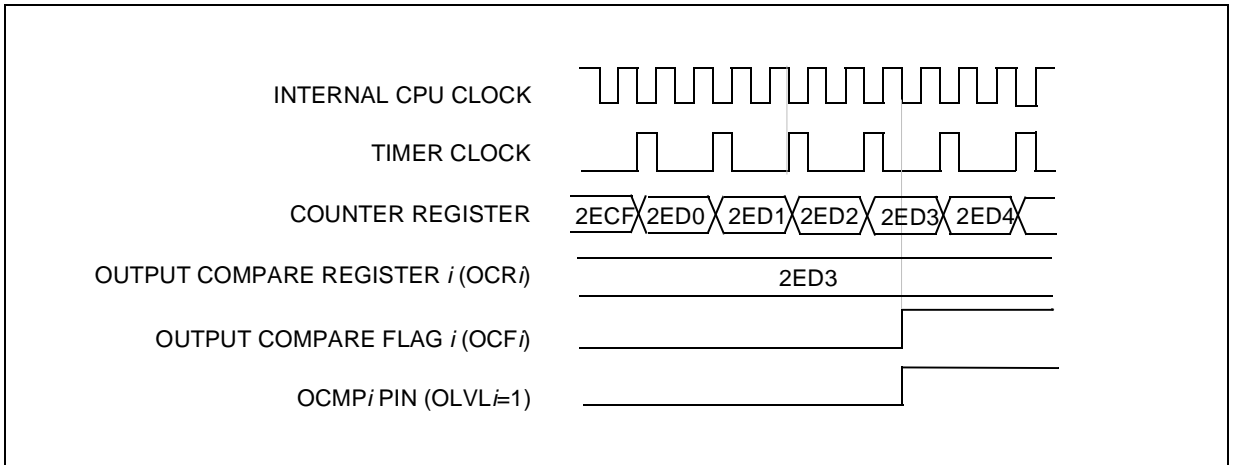 INTERNAL CPU CLOCK
TIMER CLOCK
COUNTER REGISTER 2ECF 2ED0 2ED1 2ED2 2ED3 2ED4
OUTPUT COMPARE REGISTER i (OCRi) 2ED3
OUTPUT COMPARE FLAG i (OCFi)
OCMPi PIN (OLVLi=1)